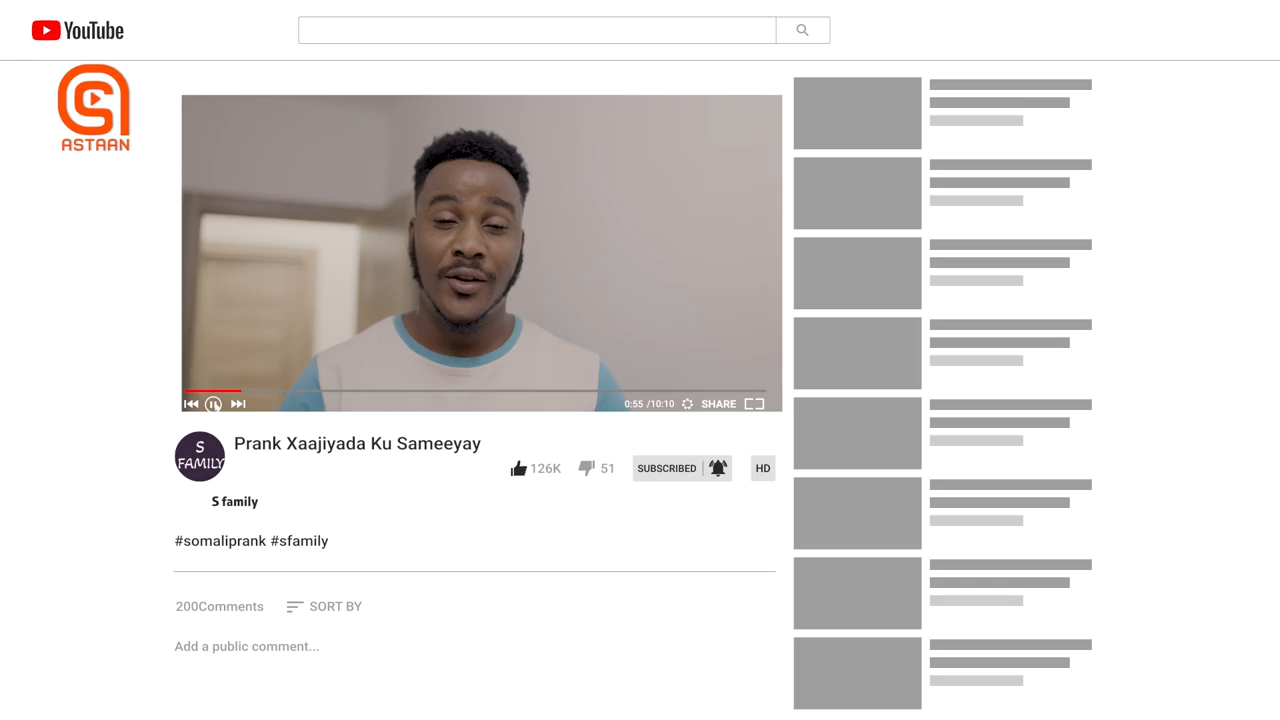 YouTube
ASTAAN
0:55 /10:10 SHARE
S
FAMILY
Prank Xaajiyada Ku Sameeyay
126K 51 SUBSCRIBED HD
S family
#somaliprank #sfamily
200Comments SORT BY
Add a public comment...